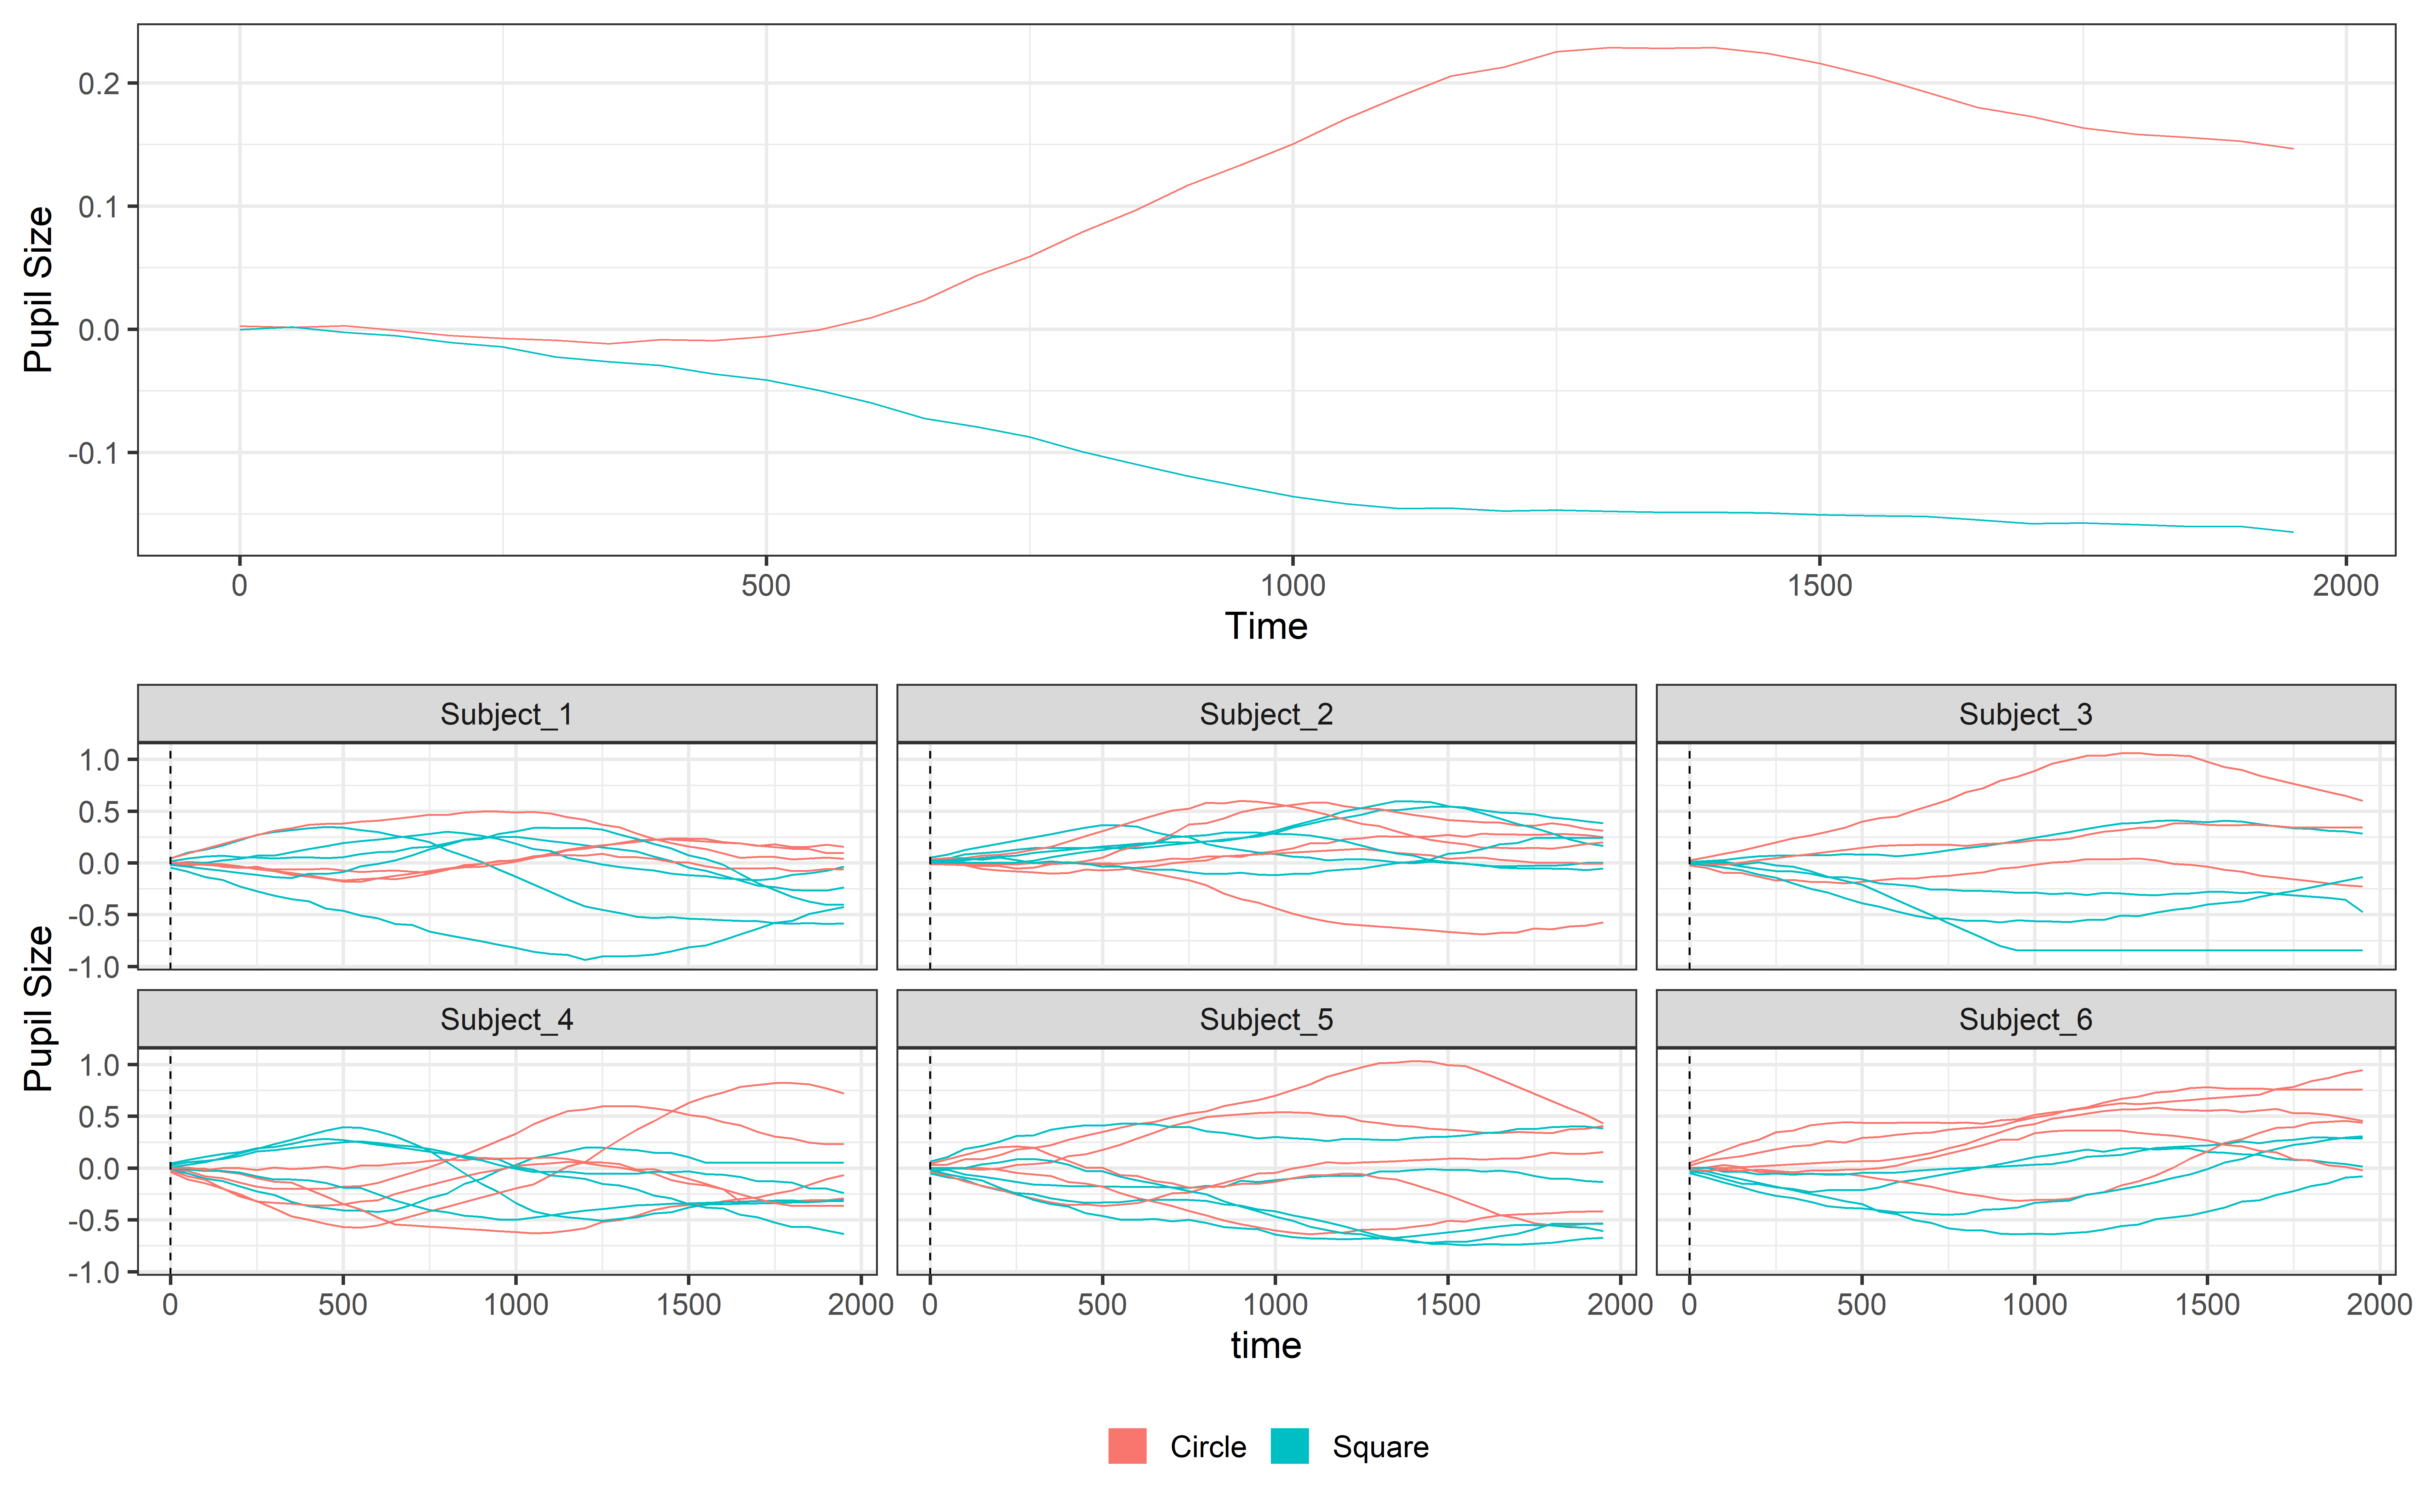 0.2
0.1
0.0
-0.1
Pupil Size
0 500 1000 1500 2000
Time
Subject_1 Subject_2 Subject_3
1.0
0.5
0.0
-0.5
-1.0
Subject_4 Subject_5 Subject_6
1.0
0.5
0.0
-0.5
-1.0
Pupil Size
0 500 1000 1500 2000 0 500 1000 1500 2000 0 500 1000 1500 2000
time
Circle Square